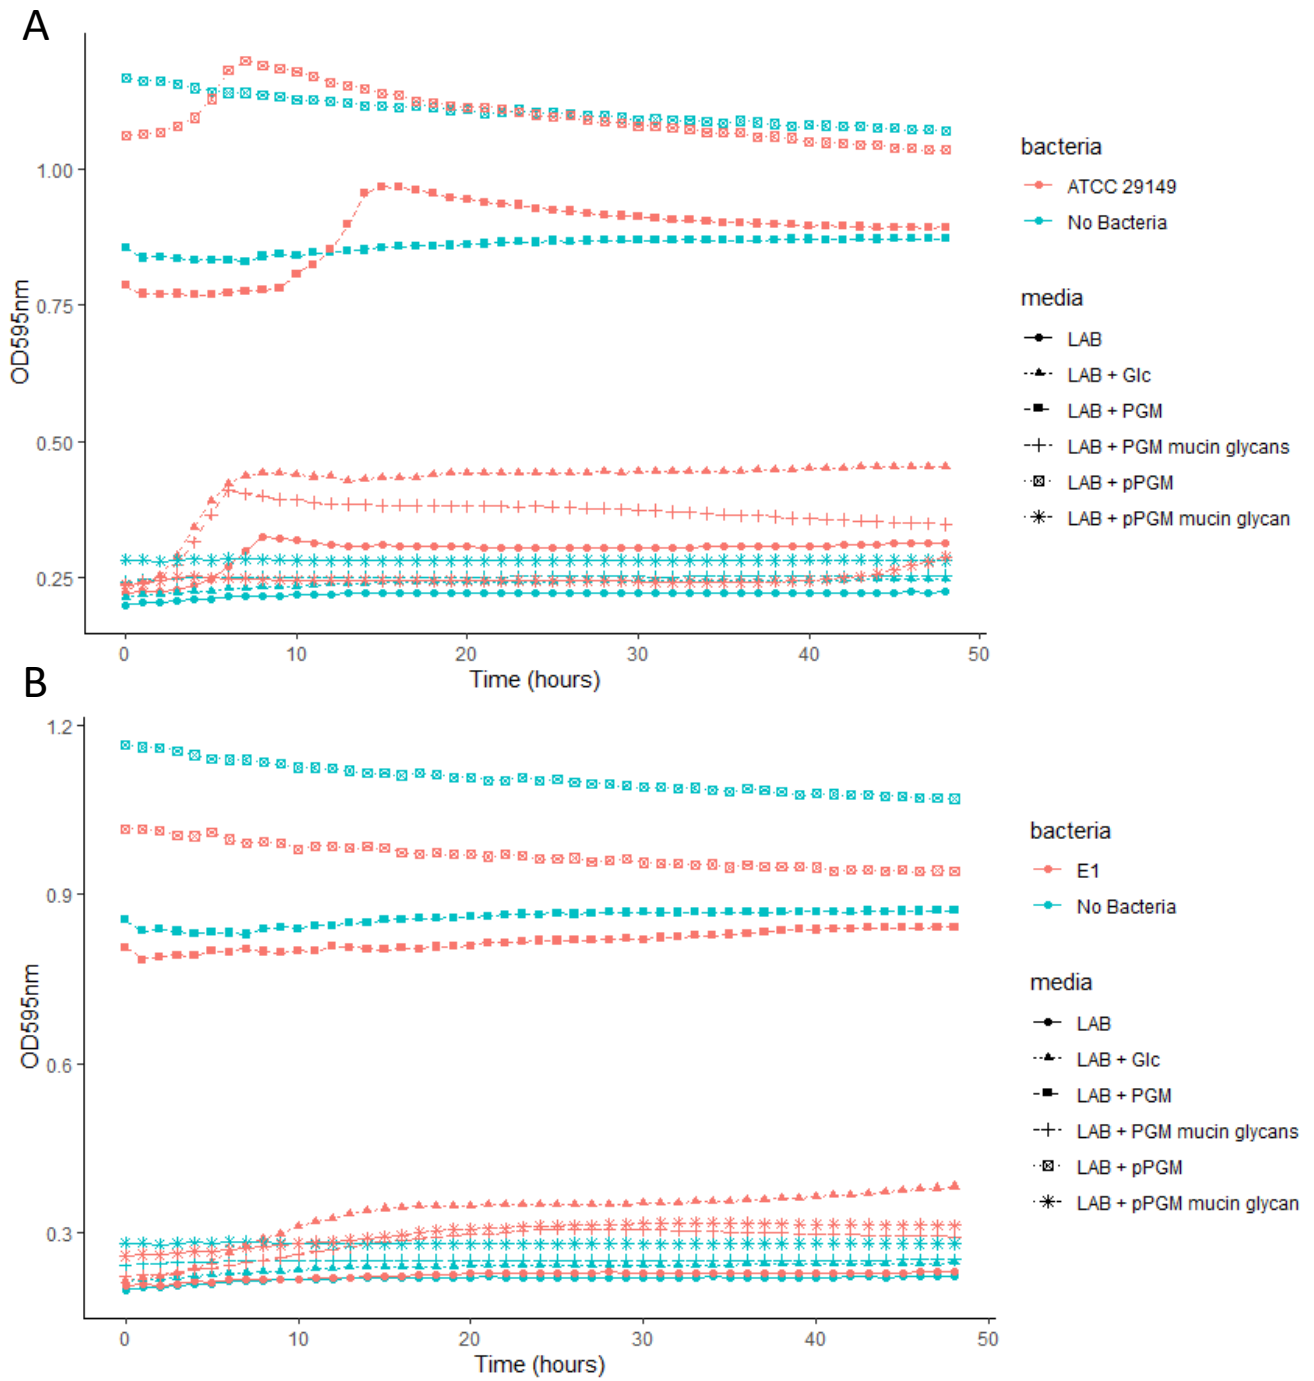 A
1.00
0.75
0.50
0.25
OD595nm
0
10
20
30
40
50
Time (hours)
bacteria
ATCC 29149
No Bacteria
media
LAB
LAB + Glc
LAB + PGM
LAB + PGM mucin glycans
LAB + pPGM
LAB + pPGM mucin glycan
B
1.2
0.9
0.6
0.3
OD595nm
0
10
20
30
40
50
Time (hours)
bacteria
E1
No Bacteria
media
LAB
LAB + Glc
LAB + PGM
LAB + PGM mucin glycans
LAB + pPGM
LAB + pPGM mucin glycan